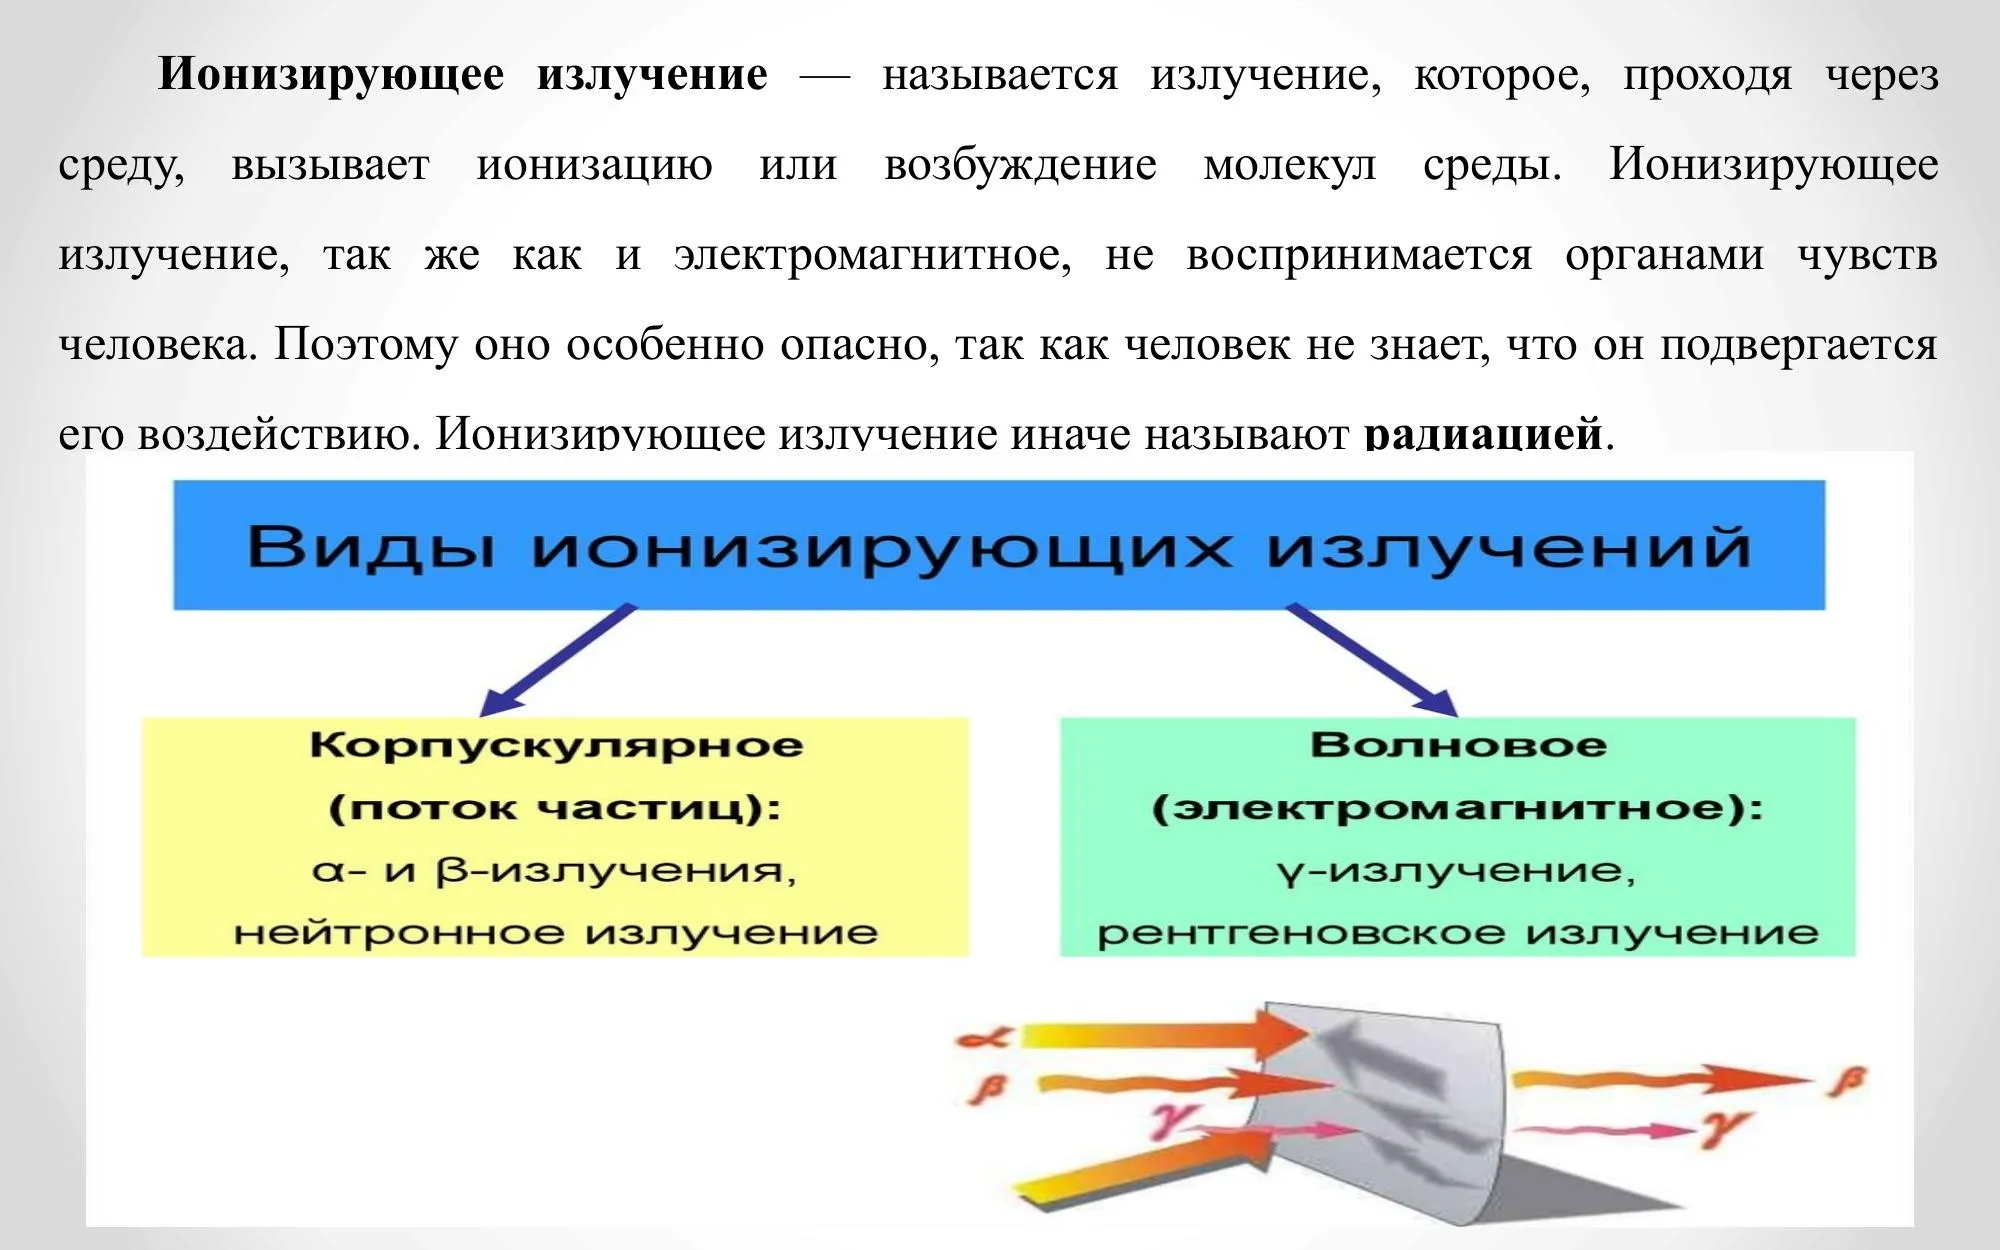 Ионизирующее излучение — называется излучение, которое, проходя через
среду, вызывает ионизацию или возбуждение молекул среды. Ионизирующее
излучение, так же как и электромагнитное, не воспринимается органами чувств
человека. Поэтому оно особенно опасно, так как человек не знает, что он подвергается
его воздействию. Ионизирующее излучение иначе называют радиацией.
Виды ионизирующих излучений
Корпускулярное
(поток частиц):
α- и β-излучения,
нейтронное излучение
Волновое
(электромагнитное):
γ-излучение,
рентгеновское излучение
α
β
γ
β
γ